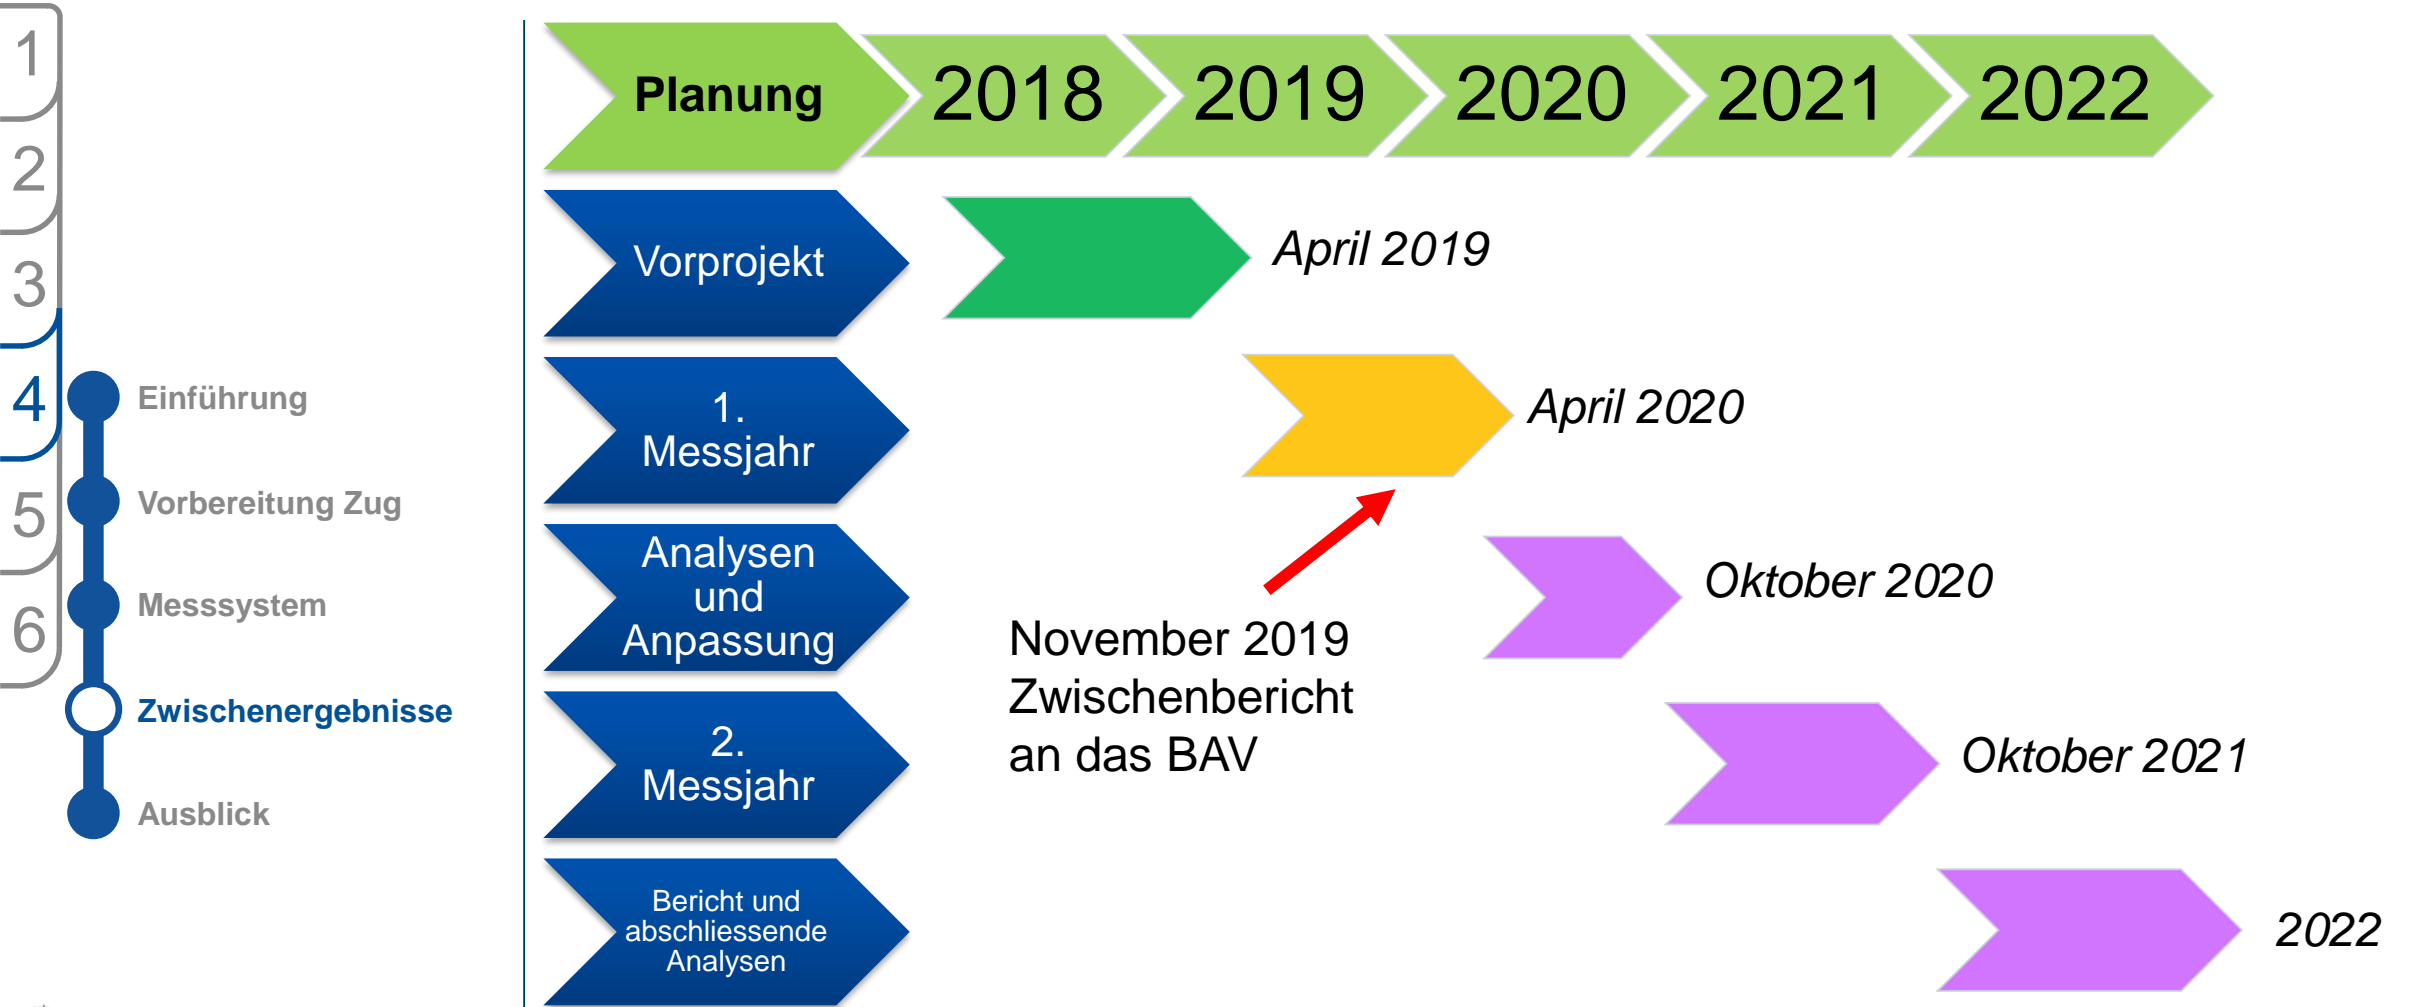 1
2
3
4
5
6
Einführung
Vorbereitung Zug
Messsystem
Zwischenergebnisse
Ausblick
Planung
2018
2019
2020
2021
2022
Vorprojekt
April 2019
1.
Messjahr
April 2020
Analysen
und
Anpassung
Oktober 2020
November 2019
Zwischenbericht
an das BAV
2.
Messjahr
Oktober 2021
Bericht und
abschliessende
Analysen
2022